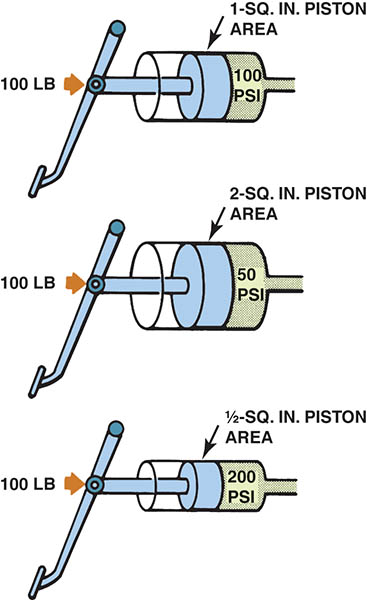 1-SQ. IN. PISTON
AREA
100 LB
100
PSI
2-SQ. IN. PISTON
AREA
100 LB
50
PSI
½-SQ. IN. PISTON
AREA
100 LB
200
PSI